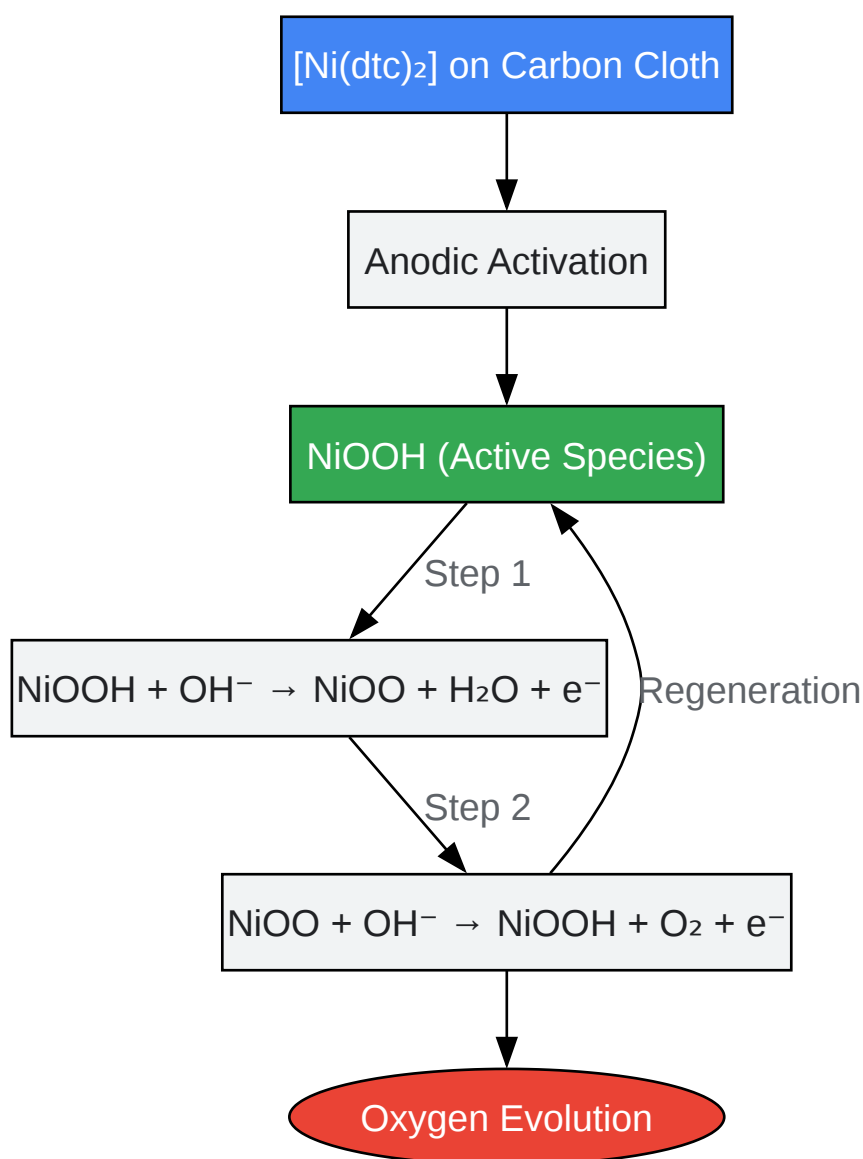 [Ni(dtc)₂] on Carbon Cloth
Anodic Activation
NiOOH (Active Species)
Step 1
NiOOH + OH⁻ → NiOO + H₂O + e⁻
Regeneration
Step 2
NiOO + OH⁻ → NiOOH + O₂ + e⁻
Oxygen Evolution